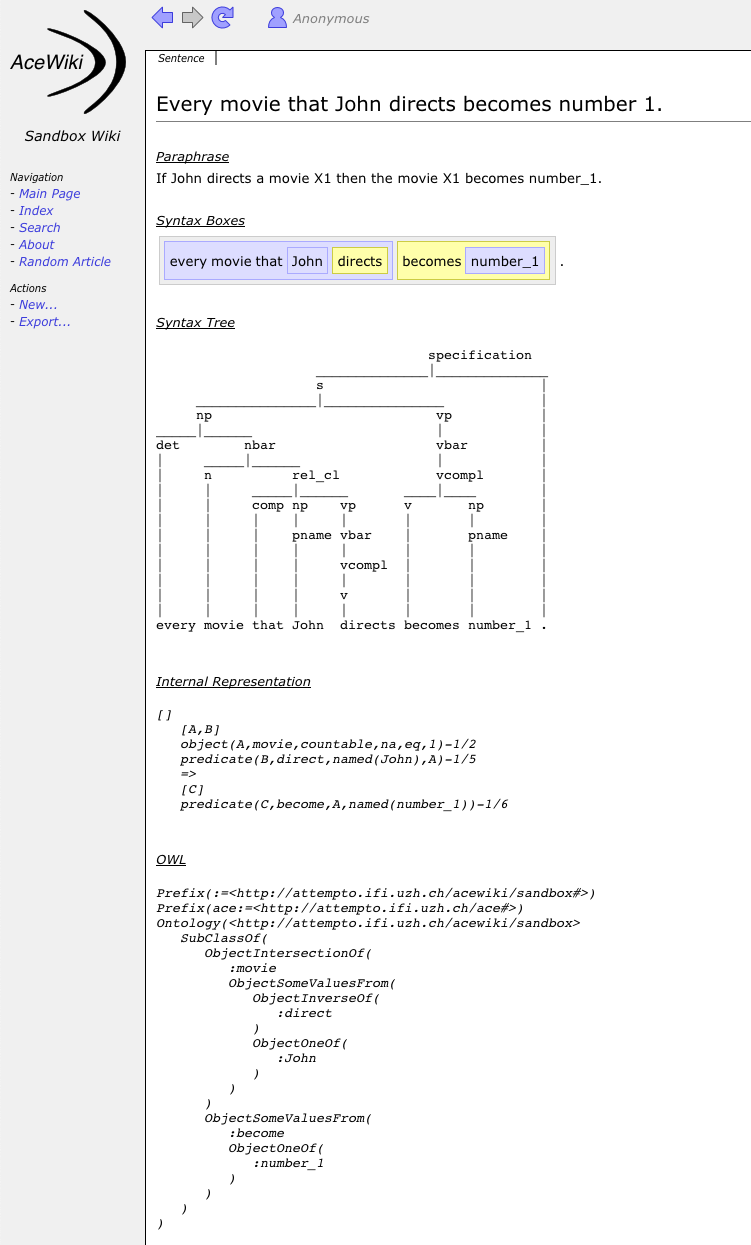 AceWiki
Sandbox Wiki
Navigation
- Main Page
- Index
- Search
- About
- Random Article
Actions
- New...
- Export...
Anonymous
Sentence
Every movie that John directs becomes number 1.
Paraphrase
If John directs a movie X1 then the movie X1 becomes number_1.
Syntax Boxes
every movie that John directs becomes number_1 .
Syntax Tree
specification
s
np vp
det nbar vbar
n rel_cl vcompl
comp np vp v np
pname vbar pname
vcompl
v
every movie that John directs becomes number_1 .
Internal Representation
[]
[A,B]
object(A,movie,countable,na,eq,1)-1/2
predicate(B,direct,named(John),A)-1/5
=>
[C]
predicate(C,become,A,named(number_1))-1/6
OWL
Prefix(:=<http://attempto.ifi.uzh.ch/acewiki/sandbox#>)
Prefix(ace:=<http://attempto.ifi.uzh.ch/ace#>)
Ontology(<http://attempto.ifi.uzh.ch/acewiki/sandbox>
SubClassOf(
ObjectIntersectionOf(
:movie
ObjectSomeValuesFrom(
ObjectInverseOf(
:direct
)
ObjectOneOf(
:John
)
)
)
ObjectSomeValuesFrom(
:become
ObjectOneOf(
:number_1
)
)
)
)